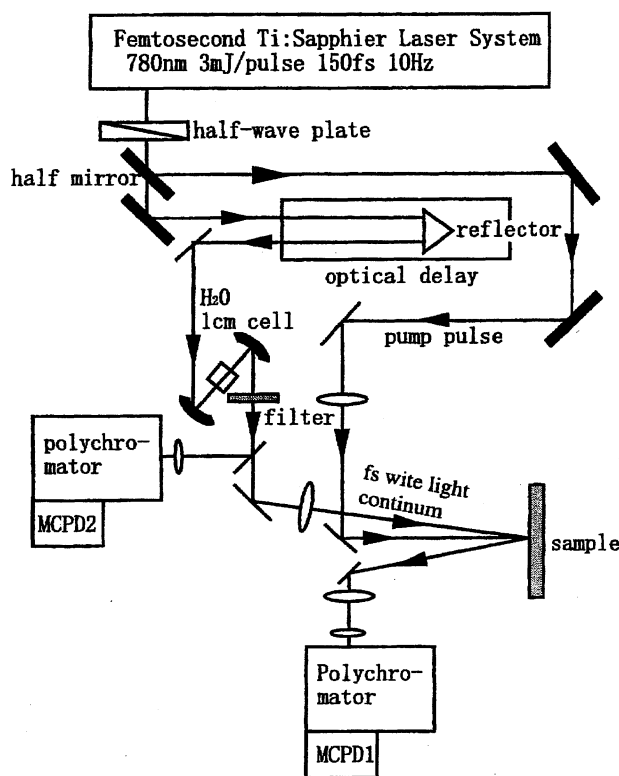 Femtosecond Ti:Sapphier Laser System
780nm 3mJ/pulse 150fs 10Hz
half-wave plate
half mirror
reflector
optical delay
H₂O
1cm cell
pump pulse
filter
polychro-
mator
MCPD2
fs wite light
continum
sample
Polychro-
mator
MCPD1